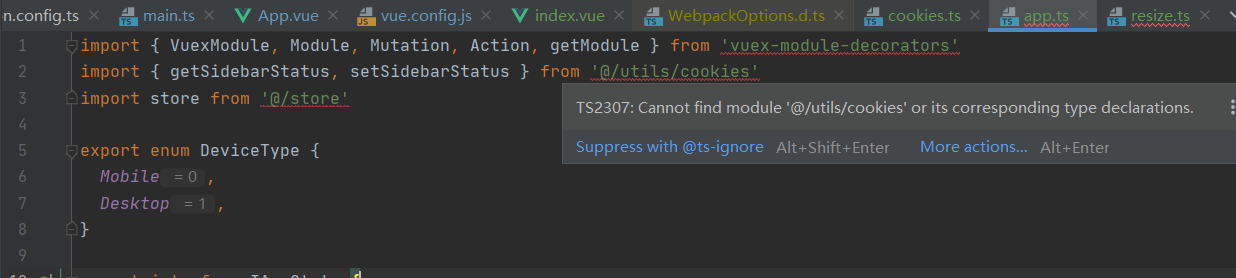 n.config.ts main.ts App.vue vue.config.js index.vue WebpackOptions.d.ts cookies.ts app.ts resize.ts
1 import { VuexModule, Module, Mutation, Action, getModule } from 'vuex-module-decorators'
2 import { getSidebarStatus, setSidebarStatus } from '@/utils/cookies'
3 import store from '@/store'
TS2307: Cannot find module '@/utils/cookies' or its corresponding type declarations.
4
5 export enum DeviceType {
Suppress with @ts-ignore Alt+Shift+Enter More actions... Alt+Enter
6 Mobile = 0 ,
7 Desktop = 1 ,
8 }
9